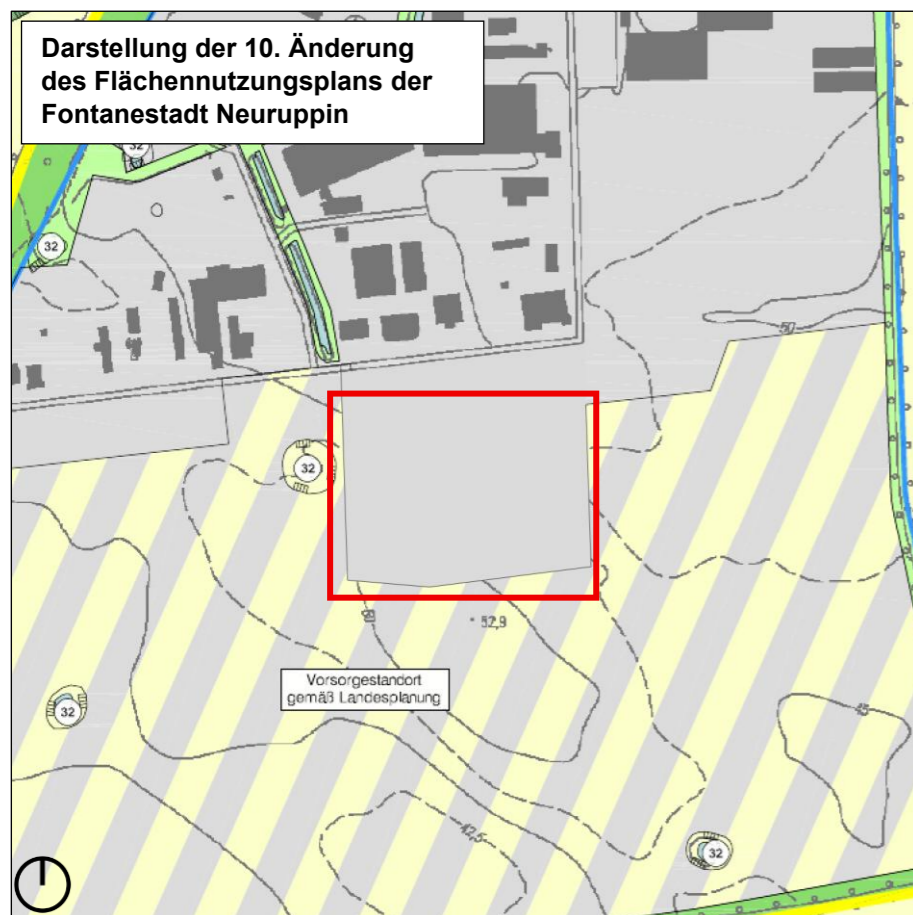 Darstellung der 10. Änderung
des Flächennutzungsplans der
Fontanestadt Neuruppin
32
32
50
32
52,9
Vorsorgestandort
gemäß Landesplanung
32
45
42,5
32